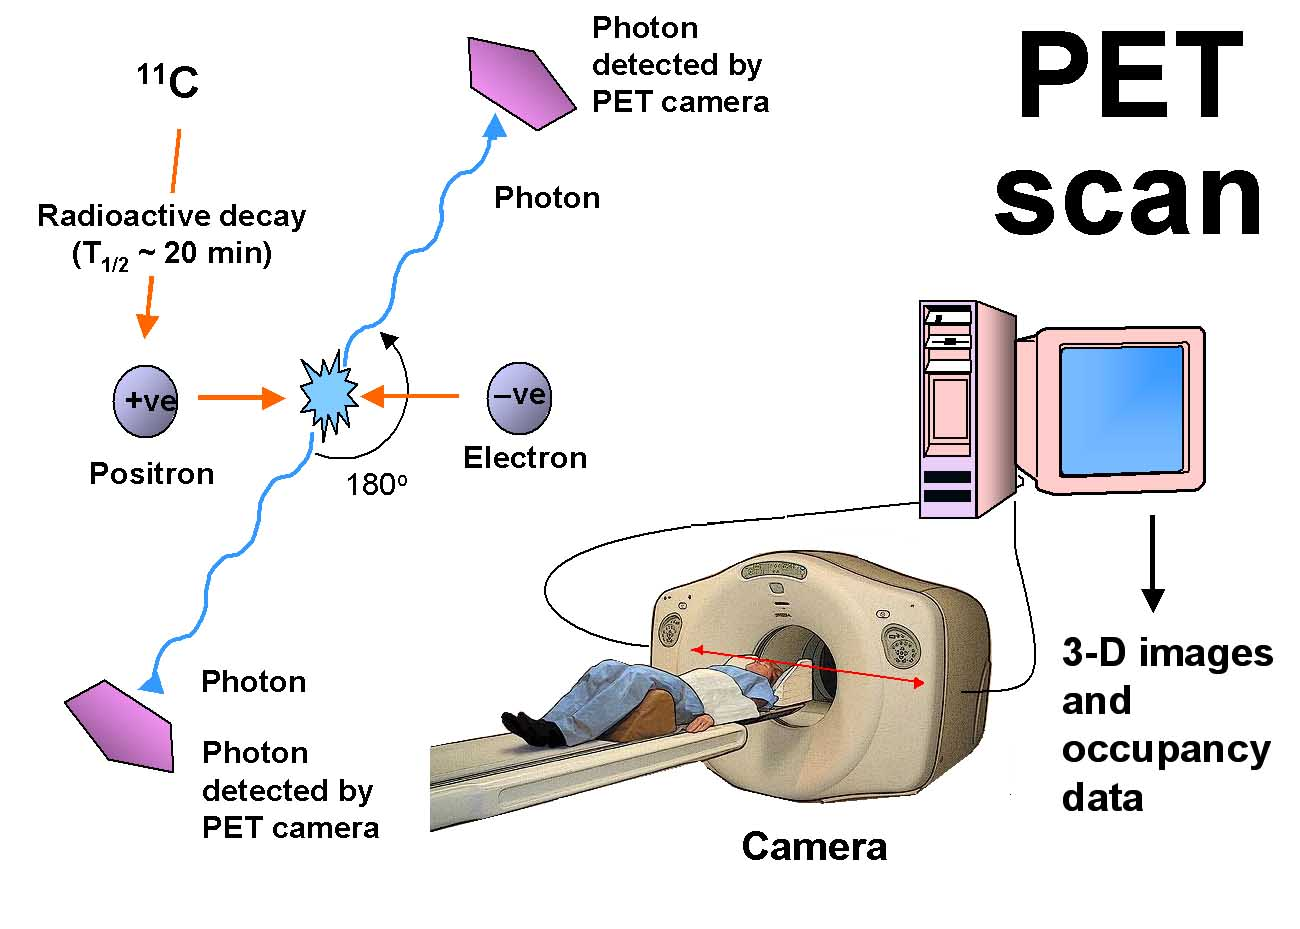 PET
scan
¹¹C
Radioactive decay
(T1/2 ~ 20 min)
+ve
Positron
–ve
Electron
180º
Photon
detected by
PET camera
Photon
Photon
Photon
detected by
PET camera
Camera
3-D images
and
occupancy
data